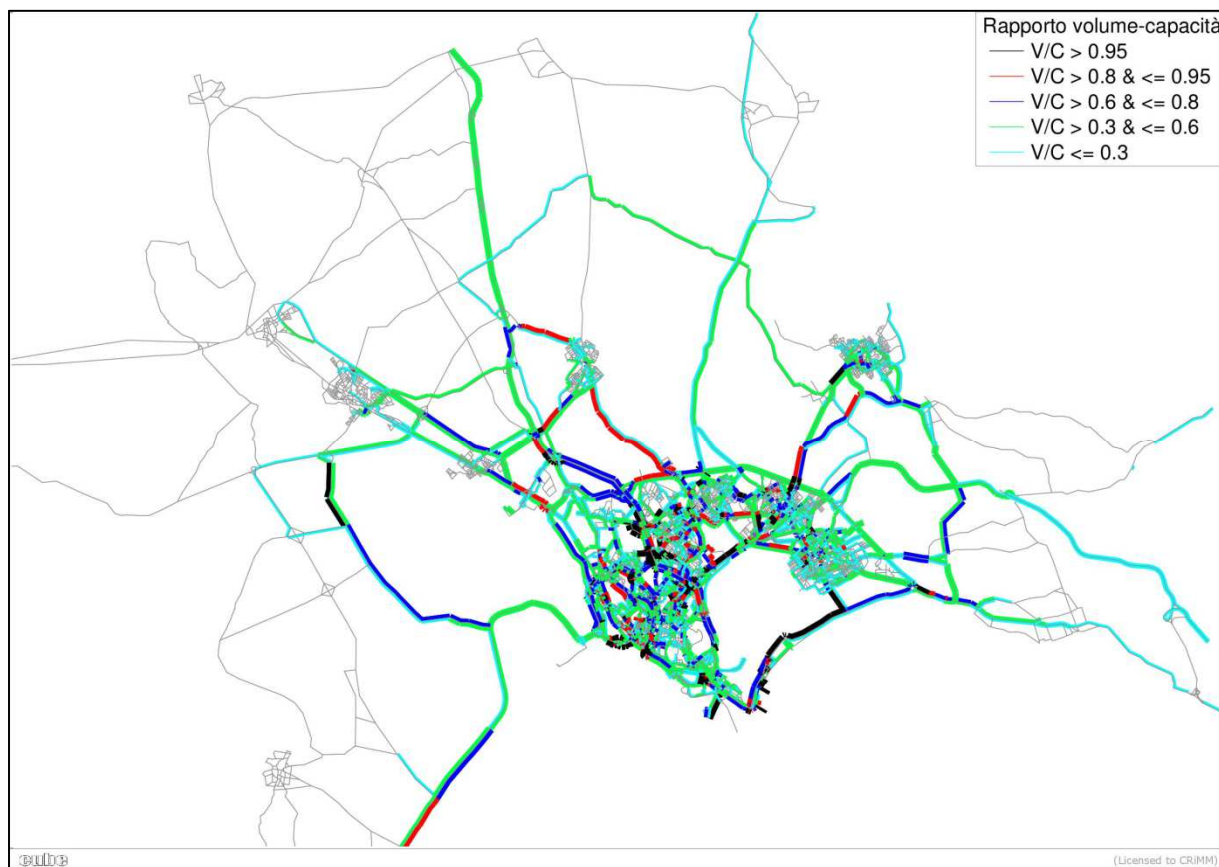 Rapporto volume-capacità
V/C > 0.95
V/C > 0.8 & <= 0.95
V/C > 0.6 & <= 0.8
V/C > 0.3 & <= 0.6
V/C <= 0.3
cube
(Licensed to CRiMM)